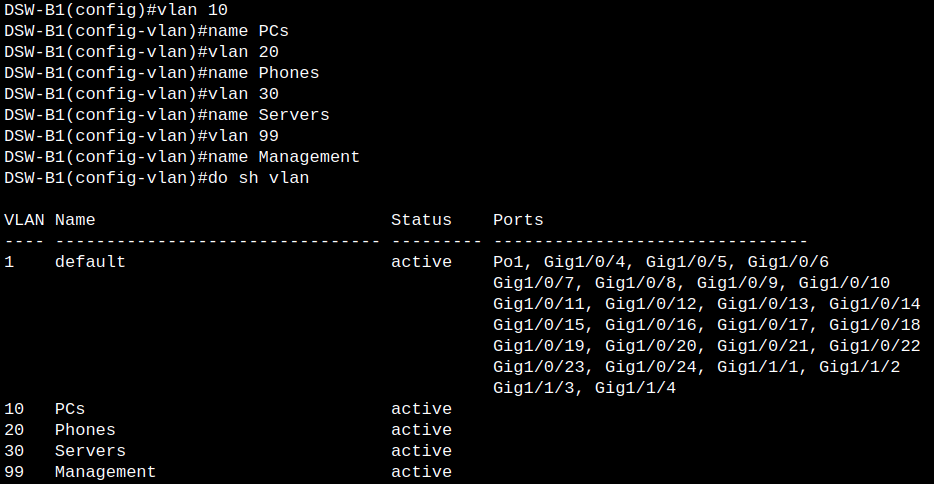 DSW-B1(config)#vlan 10
DSW-B1(config-vlan)#name PCs
DSW-B1(config-vlan)#vlan 20
DSW-B1(config-vlan)#name Phones
DSW-B1(config-vlan)#vlan 30
DSW-B1(config-vlan)#name Servers
DSW-B1(config-vlan)#vlan 99
DSW-B1(config-vlan)#name Management
DSW-B1(config-vlan)#do sh vlan

VLAN Name                             Status    Ports
---- -------------------------------- --------- -------------------------------
1    default                          active    Po1, Gig1/0/4, Gig1/0/5, Gig1/0/6
                                                Gig1/0/7, Gig1/0/8, Gig1/0/9, Gig1/0/10
                                                Gig1/0/11, Gig1/0/12, Gig1/0/13, Gig1/0/14
                                                Gig1/0/15, Gig1/0/16, Gig1/0/17, Gig1/0/18
                                                Gig1/0/19, Gig1/0/20, Gig1/0/21, Gig1/0/22
                                                Gig1/0/23, Gig1/0/24, Gig1/1/1, Gig1/1/2
                                                Gig1/1/3, Gig1/1/4
10   PCs                              active
20   Phones                           active
30   Servers                          active
99   Management                       active